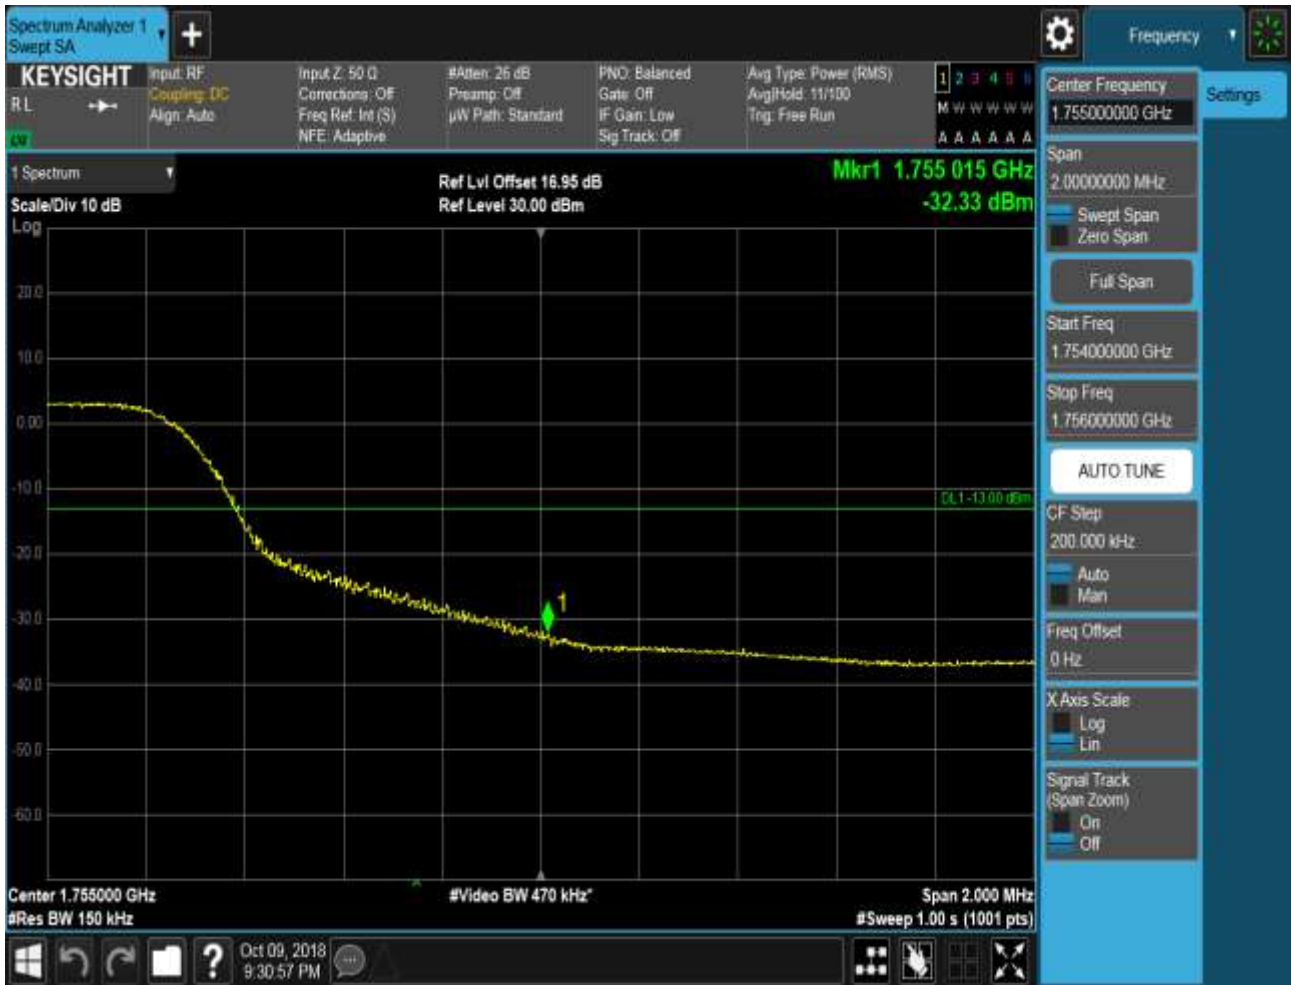 Spectrum Analyzer 1
Swept SA
+
Frequency
KEYSIGHT
R L
LXI
Input: RF
Coupling: DC
Align: Auto
Input Z: 50 Ω
Corrections: Off
Freq Ref: Int (S)
NFE: Adaptive
#Atten: 26 dB
Preamp: Off
µW Path: Standard
PNO: Balanced
Gate: Off
IF Gain: Low
Sig Track: Off
Avg Type: Power (RMS)
Avg|Hold: 11/100
Trig: Free Run
1 2 3 4 5 6
M W W W W W
A A A A A A
1 Spectrum
Scale/Div 10 dB
Log
Ref Lvl Offset 16.95 dB
Ref Level 30.00 dBm
Mkr1 1.755 015 GHz
-32.33 dBm
20.0
10.0
0.00
-10.0
DL1 -13.00 dBm
-20.0
1
-30.0
-40.0
-50.0
-60.0
Center 1.755000 GHz
#Video BW 470 kHz*
Span 2.000 MHz
#Res BW 150 kHz
#Sweep 1.00 s (1001 pts)
?
Oct 09, 2018
9:30:57 PM
Center Frequency
1.755000000 GHz
Settings
Span
2.00000000 MHz
Swept Span
Zero Span
Full Span
Start Freq
1.754000000 GHz
Stop Freq
1.756000000 GHz
AUTO TUNE
CF Step
200.000 kHz
Auto
Man
Freq Offset
0 Hz
X Axis Scale
Log
Lin
Signal Track
(Span Zoom)
On
Off